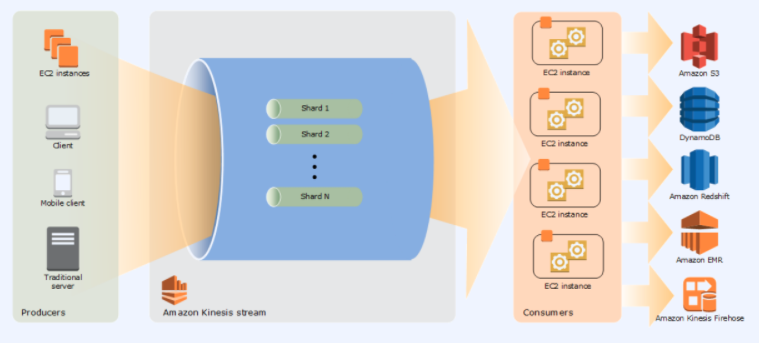 EC2 instances
Client
Mobile client
Traditional
server
Producers
Shard 1
Shard 2
Shard N
Amazon Kinesis stream
EC2 instance
EC2 instance
EC2 instance
EC2 instance
Consumers
Amazon S3
DynamoDB
Amazon Redshift
Amazon EMR
Amazon Kinesis Firehose